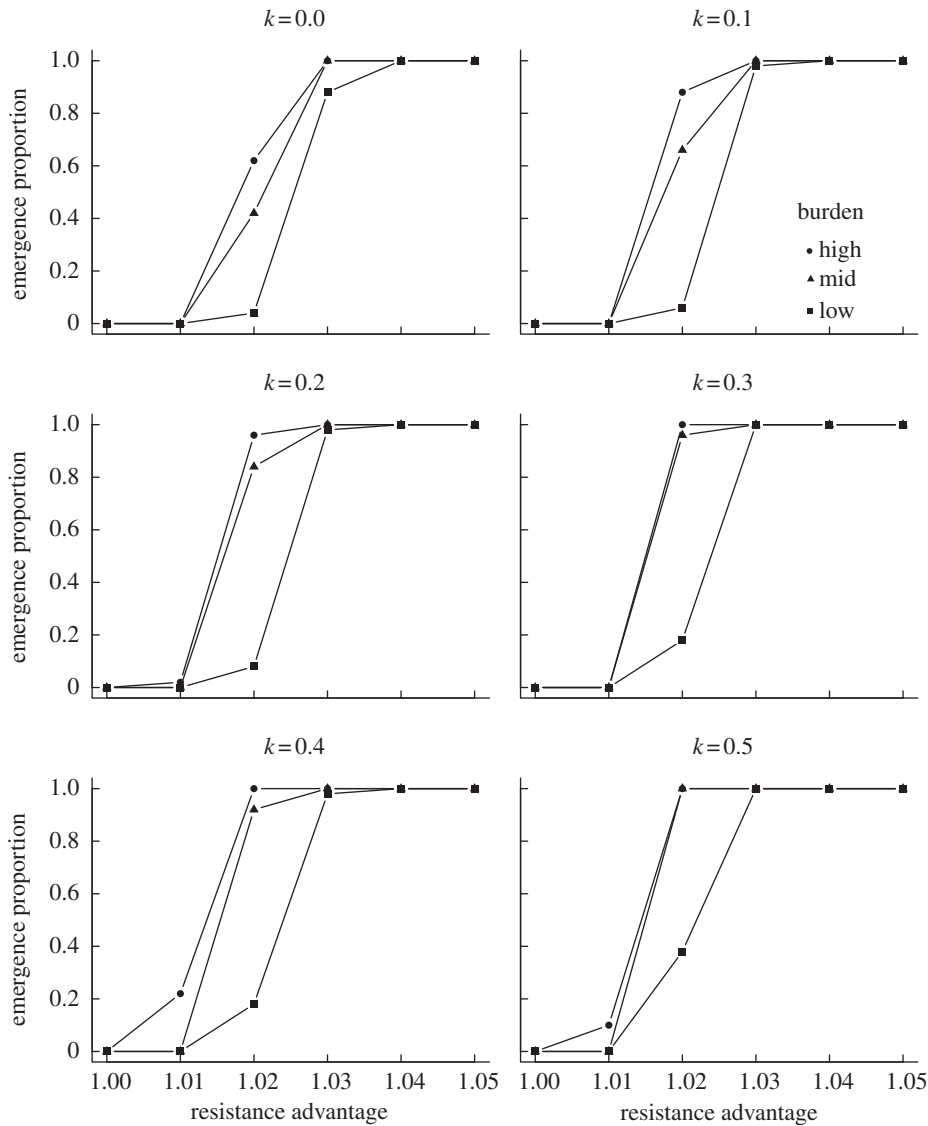 k=0.0
k=0.1
emergence proportion
1.0
0.8
0.6
0.4
0.2
0
burden
high
mid
low
k=0.2
k=0.3
emergence proportion
1.0
0.8
0.6
0.4
0.2
0
k=0.4
k=0.5
emergence proportion
1.0
0.8
0.6
0.4
0.2
0
1.00 1.01 1.02 1.03 1.04 1.05
1.00 1.01 1.02 1.03 1.04 1.05
resistance advantage
resistance advantage